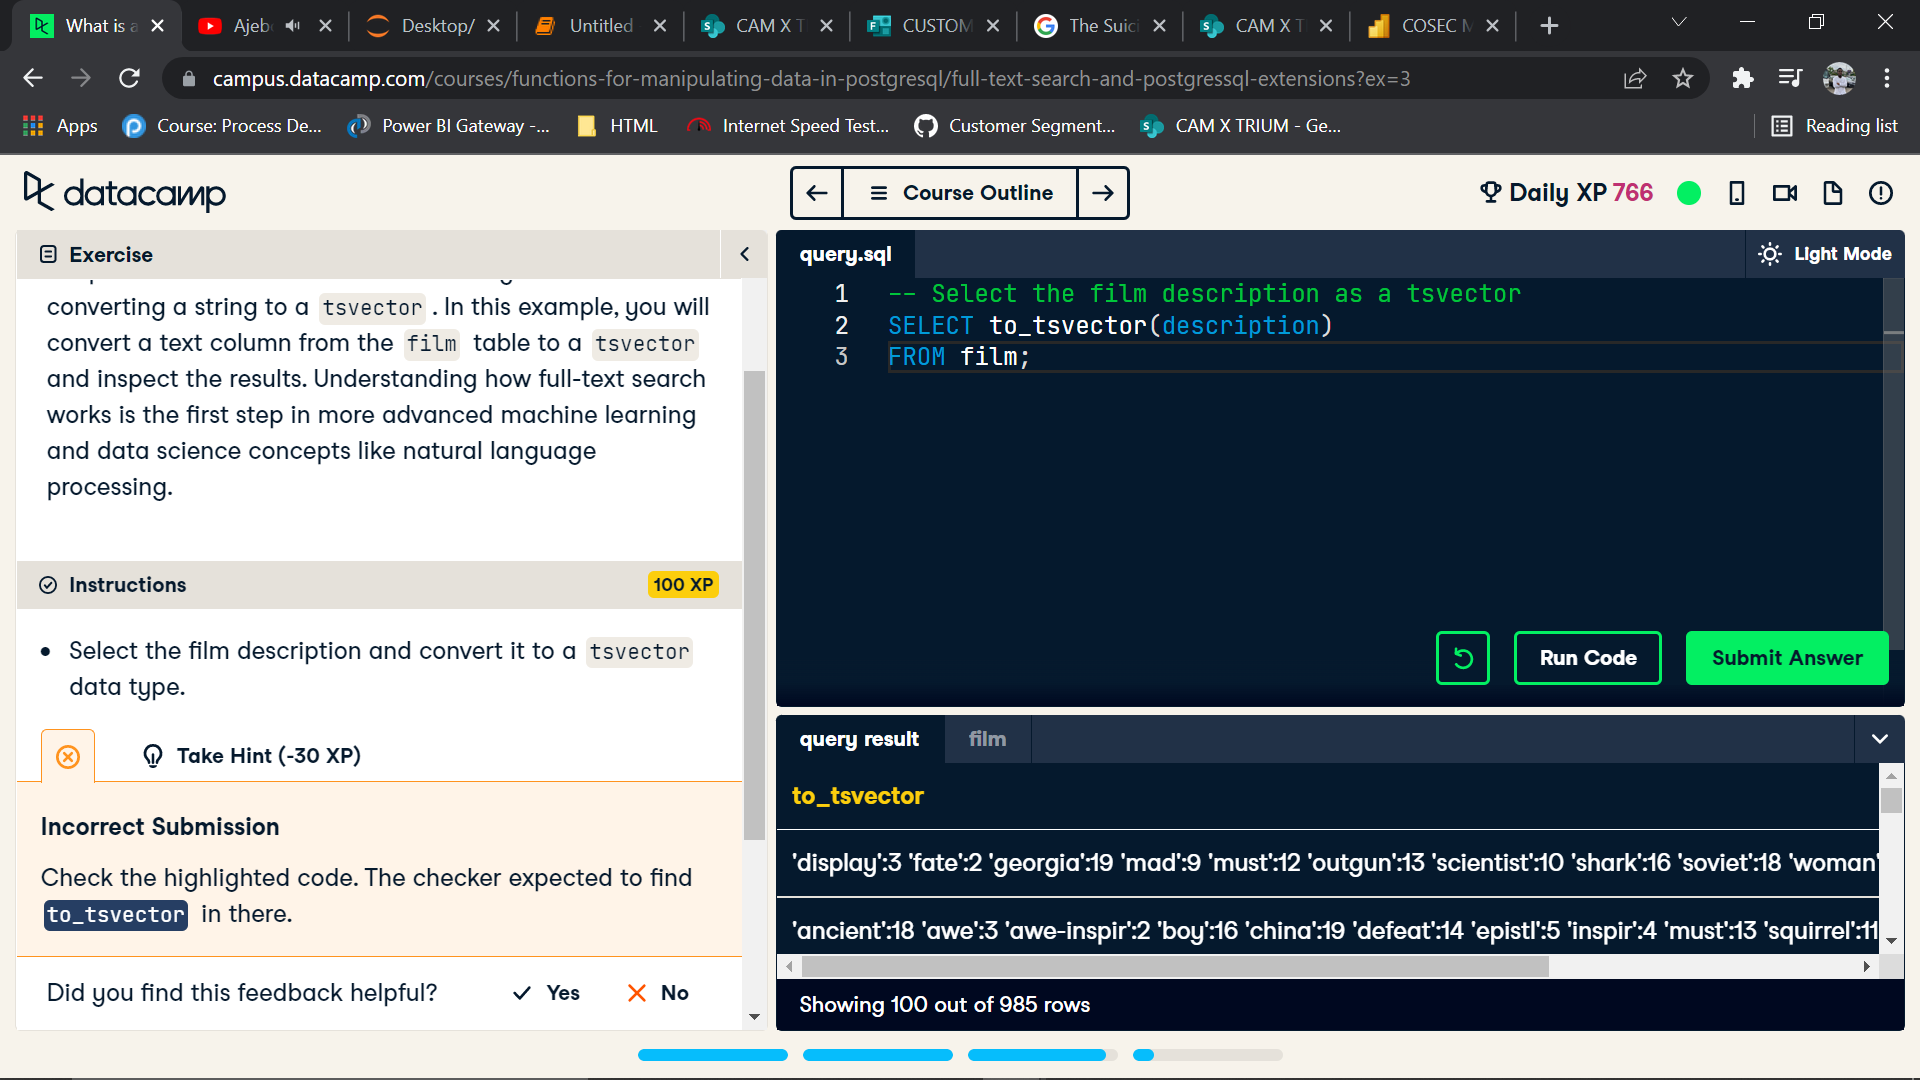 What is a
Ajeb
Desktop/
Untitled
CAM X T
CUSTOM
The Suic
CAM X T
COSEC M
campus.datacamp.com/courses/functions-for-manipulating-data-in-postgresql/full-text-search-and-postgressql-extensions?ex=3
Apps
Course: Process De...
Power BI Gateway -...
HTML
Internet Speed Test...
Customer Segment...
CAM X TRIUM - Ge...
Reading list
datacamp
Course Outline
Daily XP 766
Exercise
converting a string to a tsvector . In this example, you will
convert a text column from the film table to a tsvector
and inspect the results. Understanding how full-text search
works is the first step in more advanced machine learning
and data science concepts like natural language
processing.
Instructions
100 XP
• Select the film description and convert it to a tsvector
data type.
Take Hint (-30 XP)
Incorrect Submission
Check the highlighted code. The checker expected to find
to_tsvector in there.
Did you find this feedback helpful?
Yes
No
query.sql
Light Mode
1 -- Select the film description as a tsvector
2 SELECT to_tsvector(description)
3 FROM film;
Run Code
Submit Answer
query result
film
to_tsvector
'display':3 'fate':2 'georgia':19 'mad':9 'must':12 'outgun':13 'scientist':10 'shark':16 'soviet':18 'woman'
'ancient':18 'awe':3 'awe-inspir':2 'boy':16 'china':19 'defeat':14 'epistl':5 'inspir':4 'must':13 'squirrel':11
Showing 100 out of 985 rows